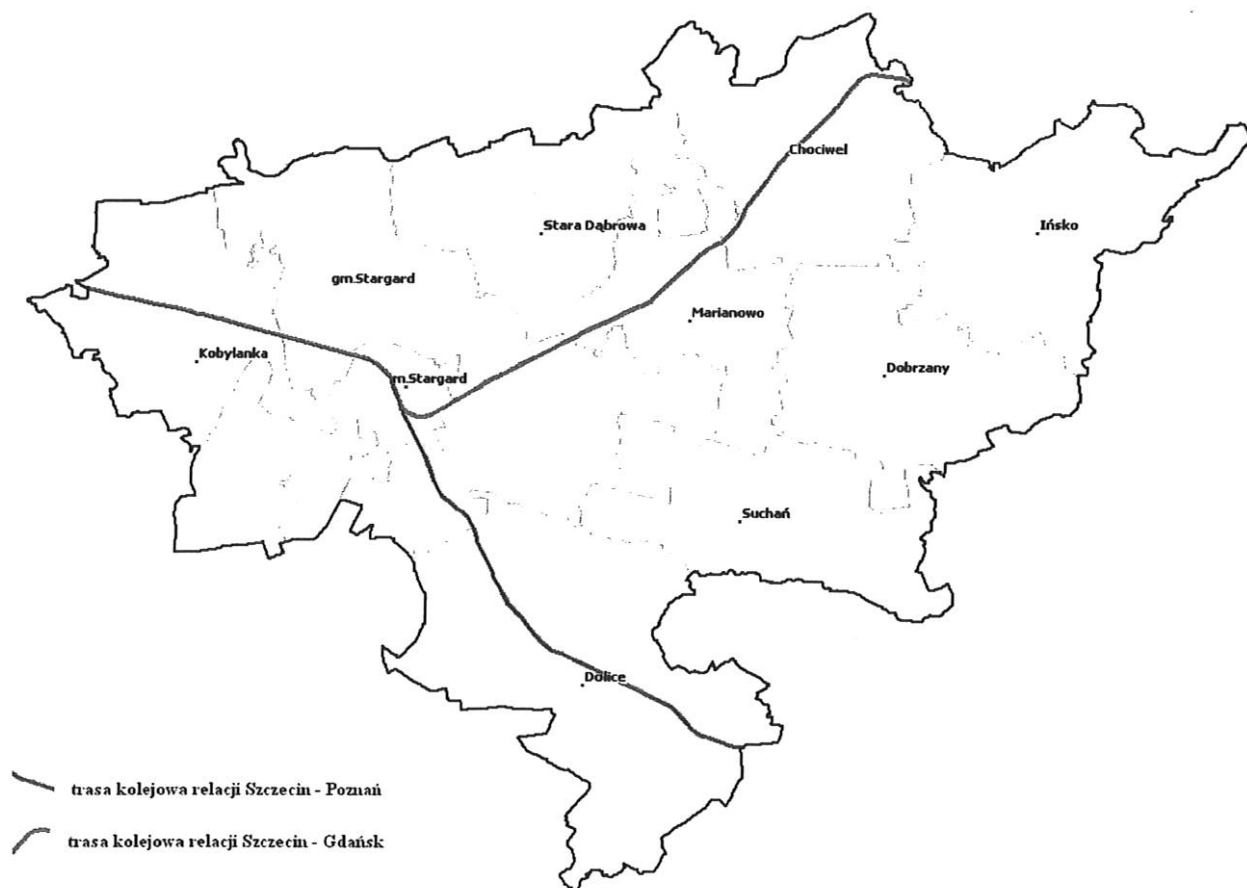 Chociwel
Stara Dąbrowa
Ińsko
gm.Stargard
Marianowo
Kobylanka
Dobrzany
m.Stargard
Suchań
Dolice
trasa kolejowa relacji Szczecin - Poznań
trasa kolejowa relacji Szczecin - Gdańsk